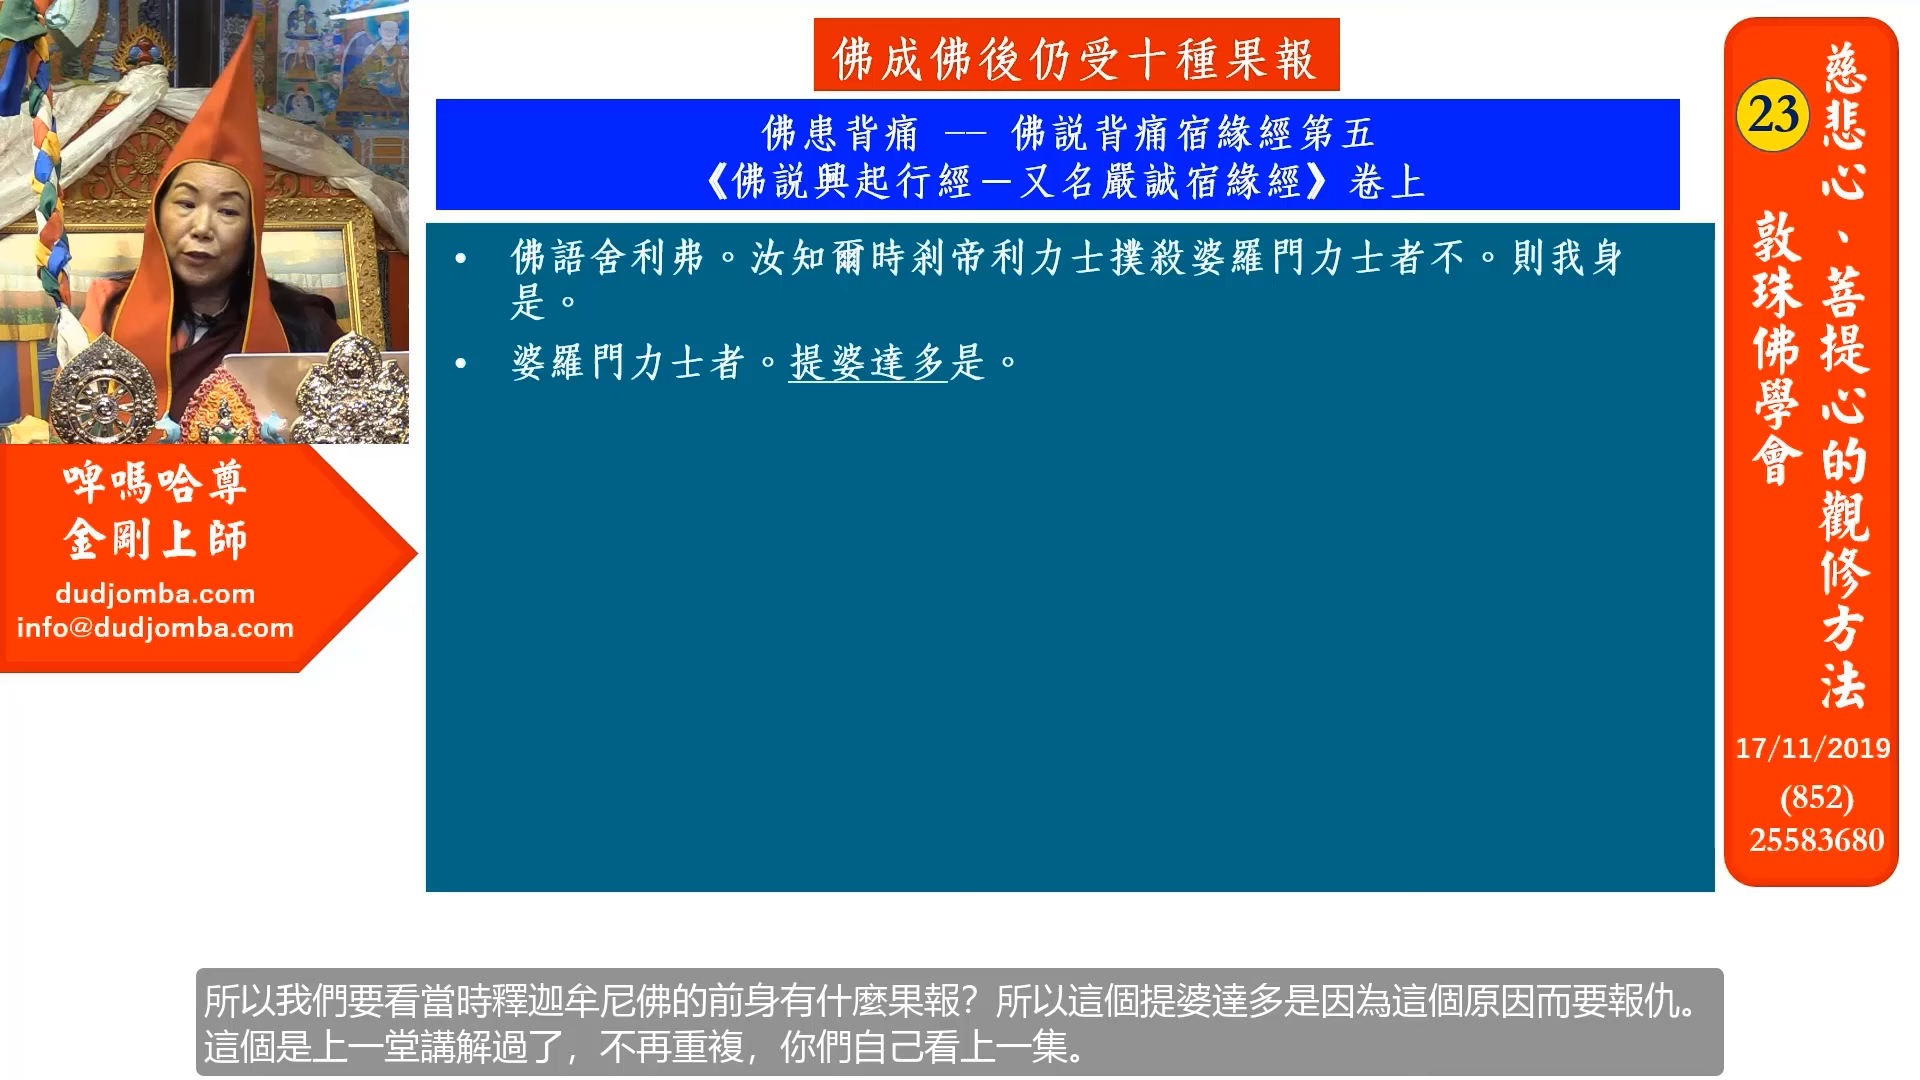 佛成佛後仍受十種果報
佛患背痛 —— 佛説背痛宿緣經第五
《佛説興起行經－又名嚴誡宿緣經》卷上
• 佛語舍利弗。汝知爾時剎帝利力士撲殺婆羅門力士者不。則我身
是。
• 婆羅門力士者。提婆達多是。
啤嗎哈尊
金剛上師
dudjomba.com
info@dudjomba.com
23
慈悲心、菩提心的觀修方法
敦珠佛學會
17/11/2019
(852)
25583680
所以我們要看當時釋迦牟尼佛的前身有什麼果報？所以這個提婆達多是因為這個原因而要報仇。
這個是上一堂講解過了，不再重複，你們自己看上一集。